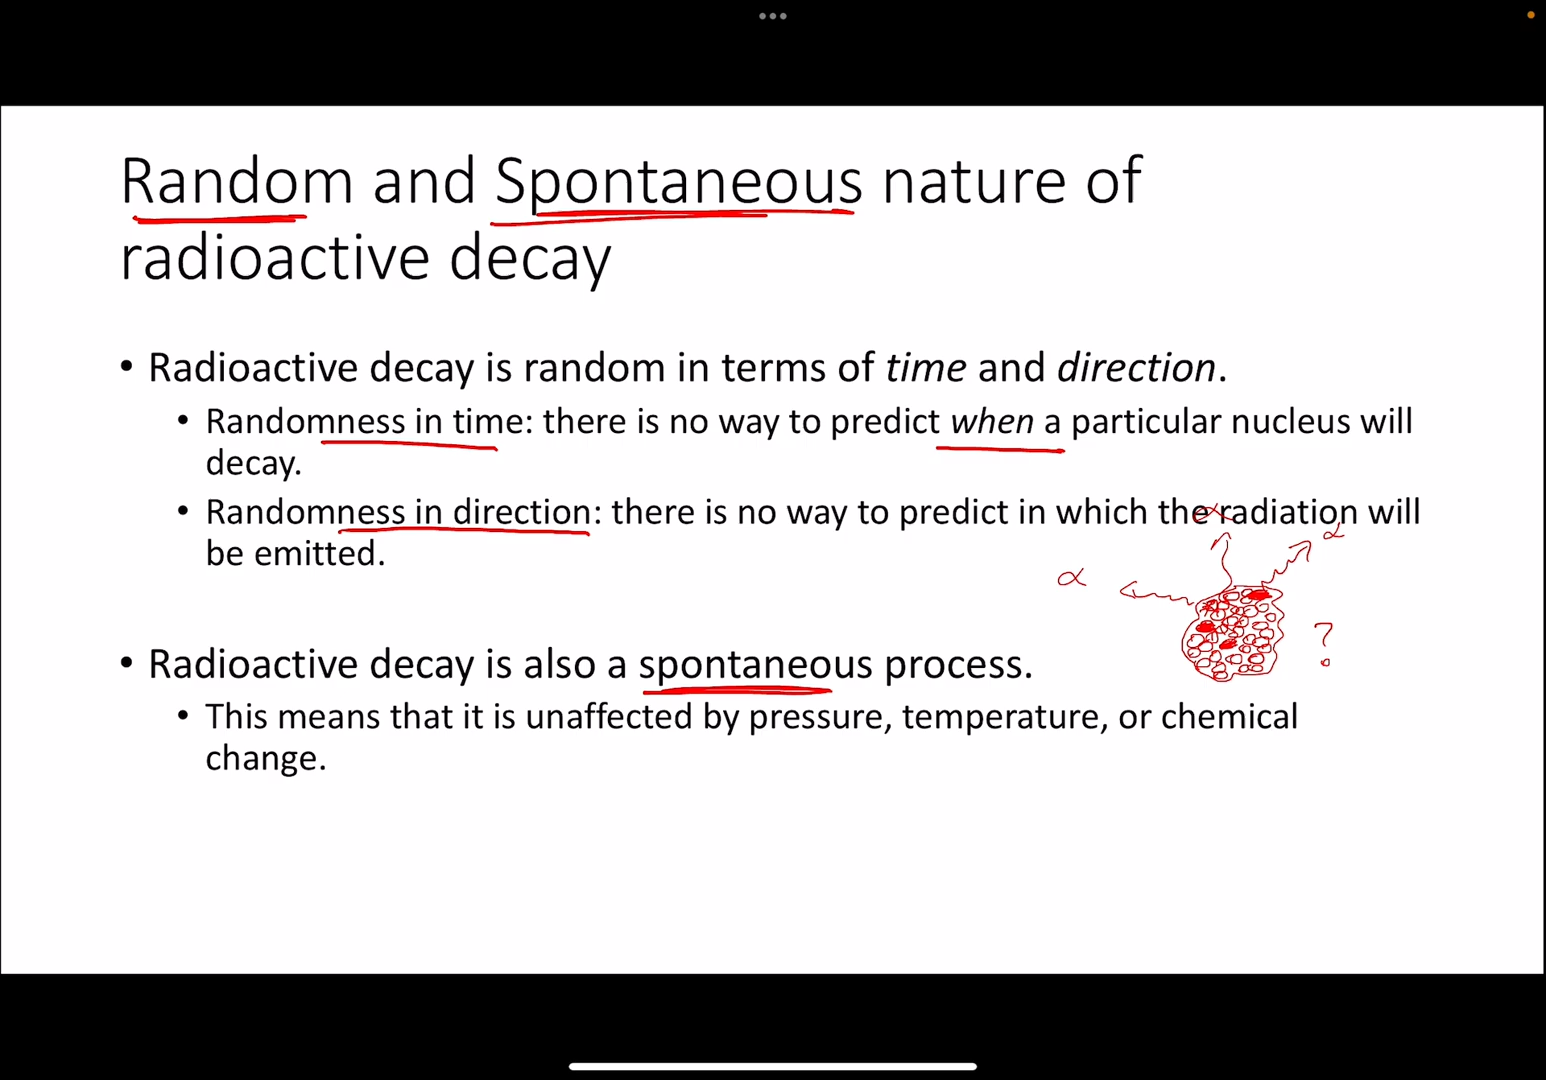 Random and Spontaneous nature of
radioactive decay
• Radioactive decay is random in terms of time and direction.
• Randomness in time: there is no way to predict when a particular nucleus will
decay.
• Randomness in direction: there is no way to predict in which the radiation will
be emitted.
α
α
α
?
• Radioactive decay is also a spontaneous process.
• This means that it is unaffected by pressure, temperature, or chemical
change.